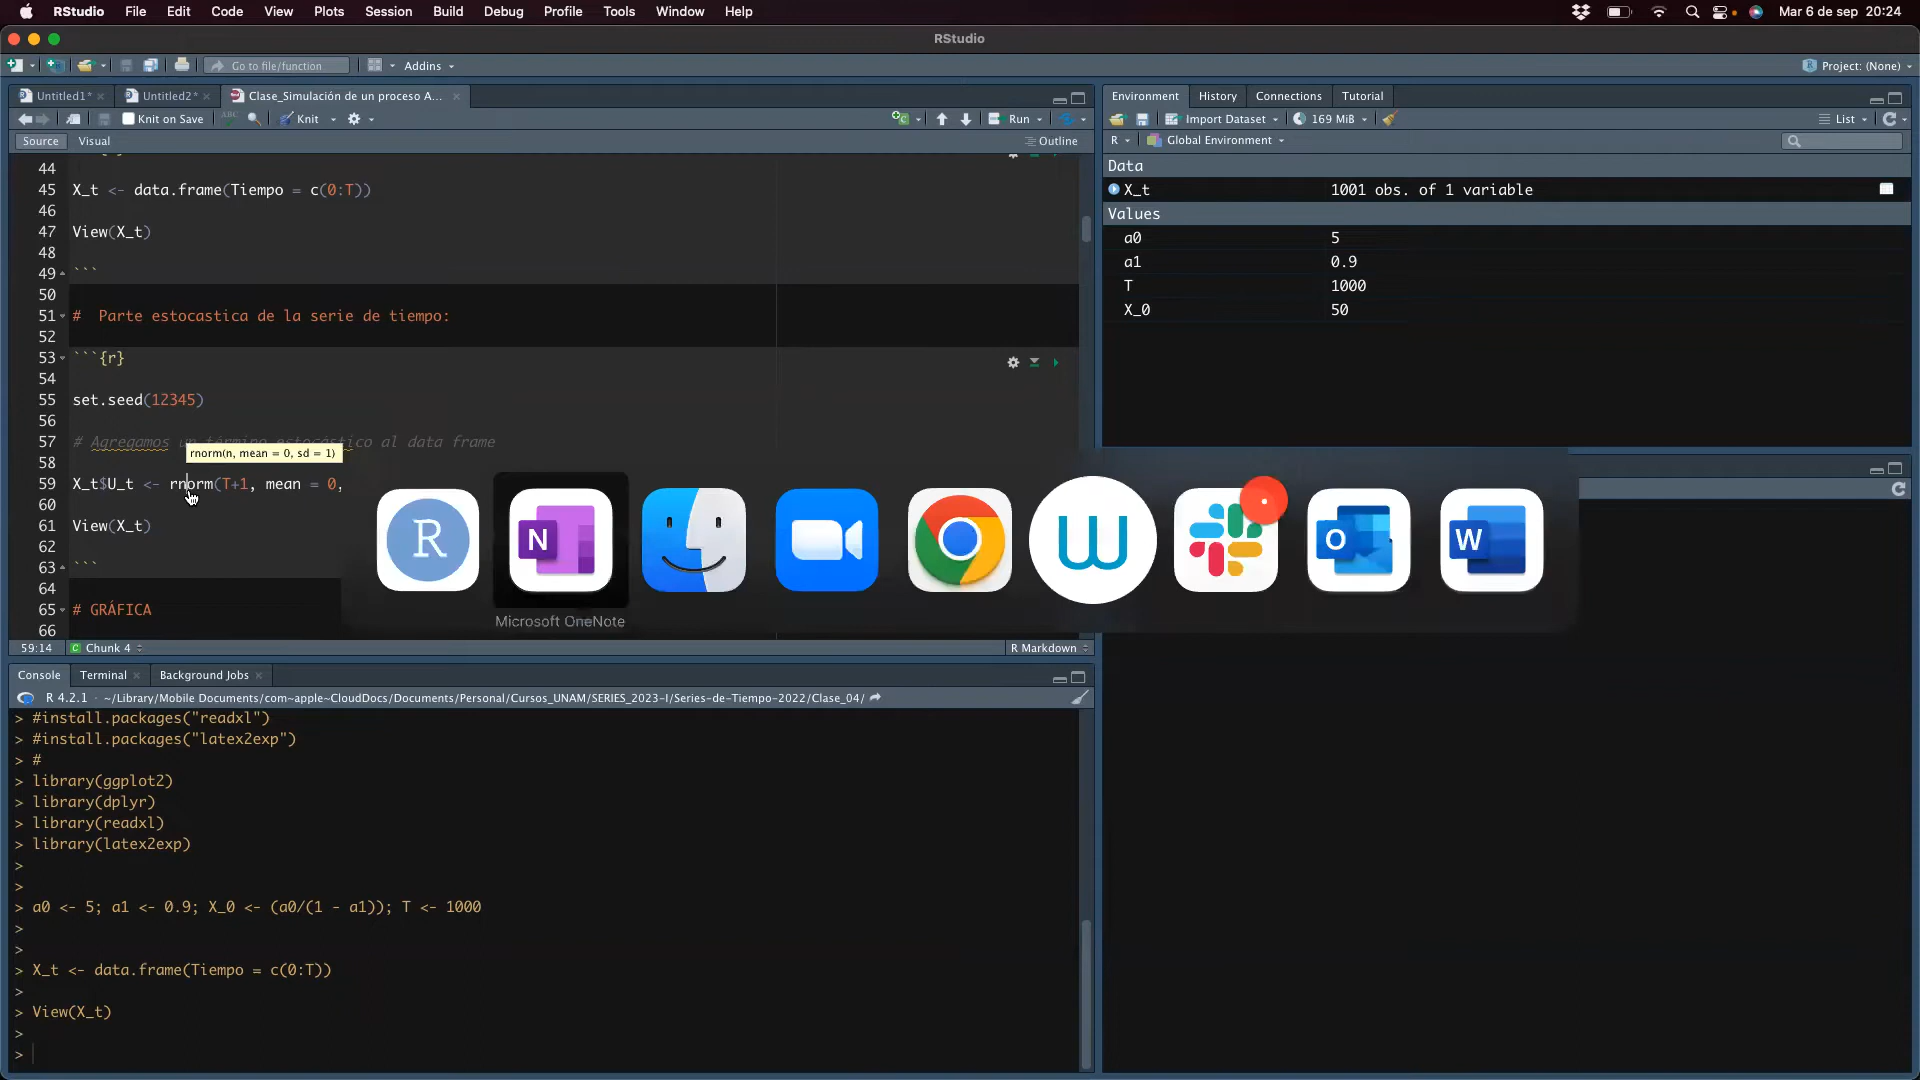 RStudio File Edit Code View Plots Session Build Debug Profile Tools Window Help Mar 6 de sep 20:24
RStudio
Go to file/function Addins Project: (None)
Untitled1* Untitled2* Clase_Simulación de un proceso A...
Knit on Save ABC Knit Run
Source Visual Outline
44
45 X_t <- data.frame(Tiempo = c(0:T))
46
47 View(X_t)
48
49 ```
50
51 # Parte estocastica de la serie de tiempo:
52
53 ```{r}
54
55 set.seed(12345)
56
57 # Agregamos un término estocastico al data frame
rnorm(n, mean = 0, sd = 1)
58
59 X_t$U_t <- rnorm(T+1, mean = 0,
60
61 View(X_t)
62
63 ```
64
65 # GRÁFICA
66
59:14 Chunk 4 R Markdown
Environment History Connections Tutorial
Import Dataset 169 MiB List
R Global Environment
Data
X_t 1001 obs. of 1 variable
Values
a0 5
a1 0.9
T 1000
X_0 50
R N W O W
Microsoft OneNote
Console Terminal Background Jobs
R 4.2.1 · ~/Library/Mobile Documents/com~apple~CloudDocs/Documents/Personal/Cursos_UNAM/SERIES_2023-I/Series-de-Tiempo-2022/Clase_04/
> #install.packages("readxl")
> #install.packages("latex2exp")
> #
> library(ggplot2)
> library(dplyr)
> library(readxl)
> library(latex2exp)
>
>
> a0 <- 5; a1 <- 0.9; X_0 <- (a0/(1 - a1)); T <- 1000
>
>
> X_t <- data.frame(Tiempo = c(0:T))
>
> View(X_t)
>
>